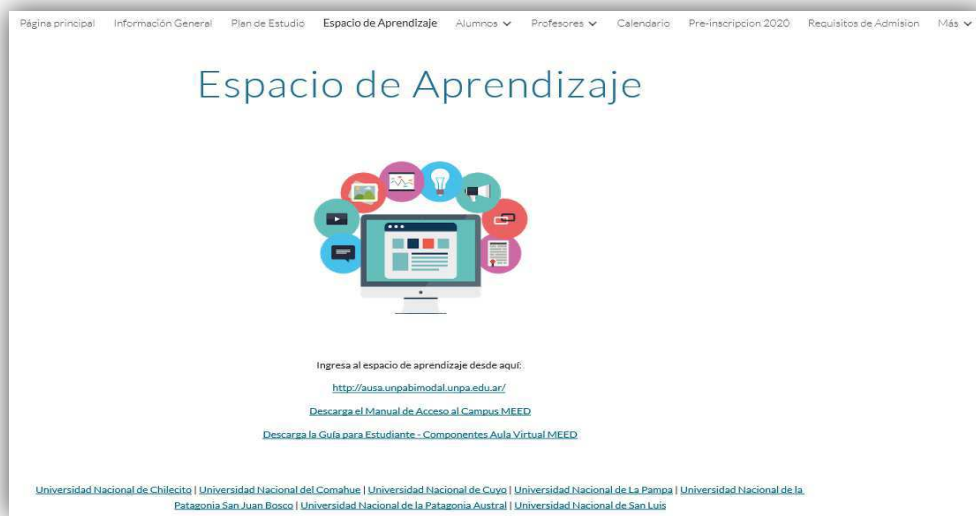 Página principal Información General Plan de Estudio Espacio de Aprendizaje Alumnos Profesores Calendario Pre-inscripcion 2020 Requisitos de Admision Más
Espacio de Aprendizaje
Ingresa al espacio de aprendizaje desde aquí:
http://ausa.unpabimodal.unpa.edu.ar/
Descarga el Manual de Acceso al Campus MEED
Descarga la Guía para Estudiante - Componentes Aula Virtual MEED
Universidad Nacional de Chilecito | Universidad Nacional del Comahue | Universidad Nacional de Cuyo | Universidad Nacional de La Pampa | Universidad Nacional de la
Patagonia San Juan Bosco | Universidad Nacional de la Patagonia Austral | Universidad Nacional de San Luis